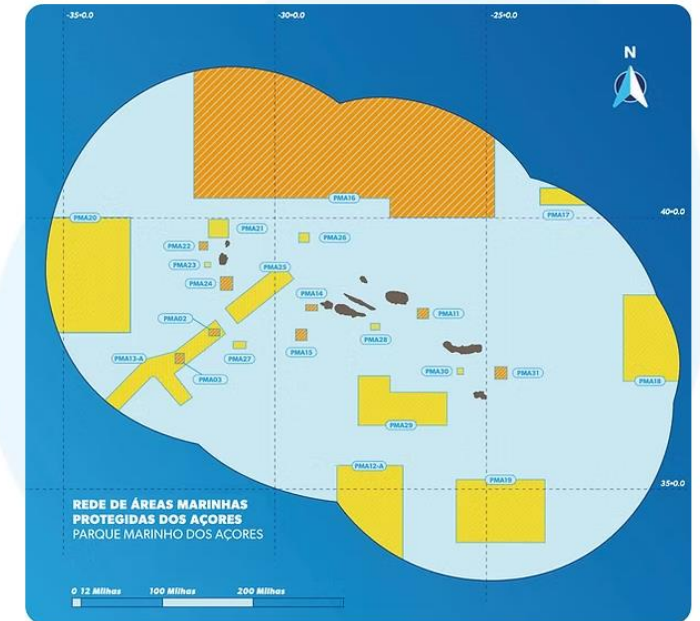 -35•0.0
-30•0.0
-25•0.0
N
PMA16
PMA17
40•0.0
PMA20
PMA21
PMA26
PMA22
PMA23
PMA25
PMA24
PMA14
PMA11
PMA02
PMA28
PMA13-A
PMA27
PMA15
PMA03
PMA30
PMA31
PMA18
PMA29
PMA12-A
PMA19
35•0.0
REDE DE ÁREAS MARINHAS
PROTEGIDAS DOS AÇORES
PARQUE MARINHO DOS AÇORES
0 12 Milhas 100 Milhas 200 Milhas